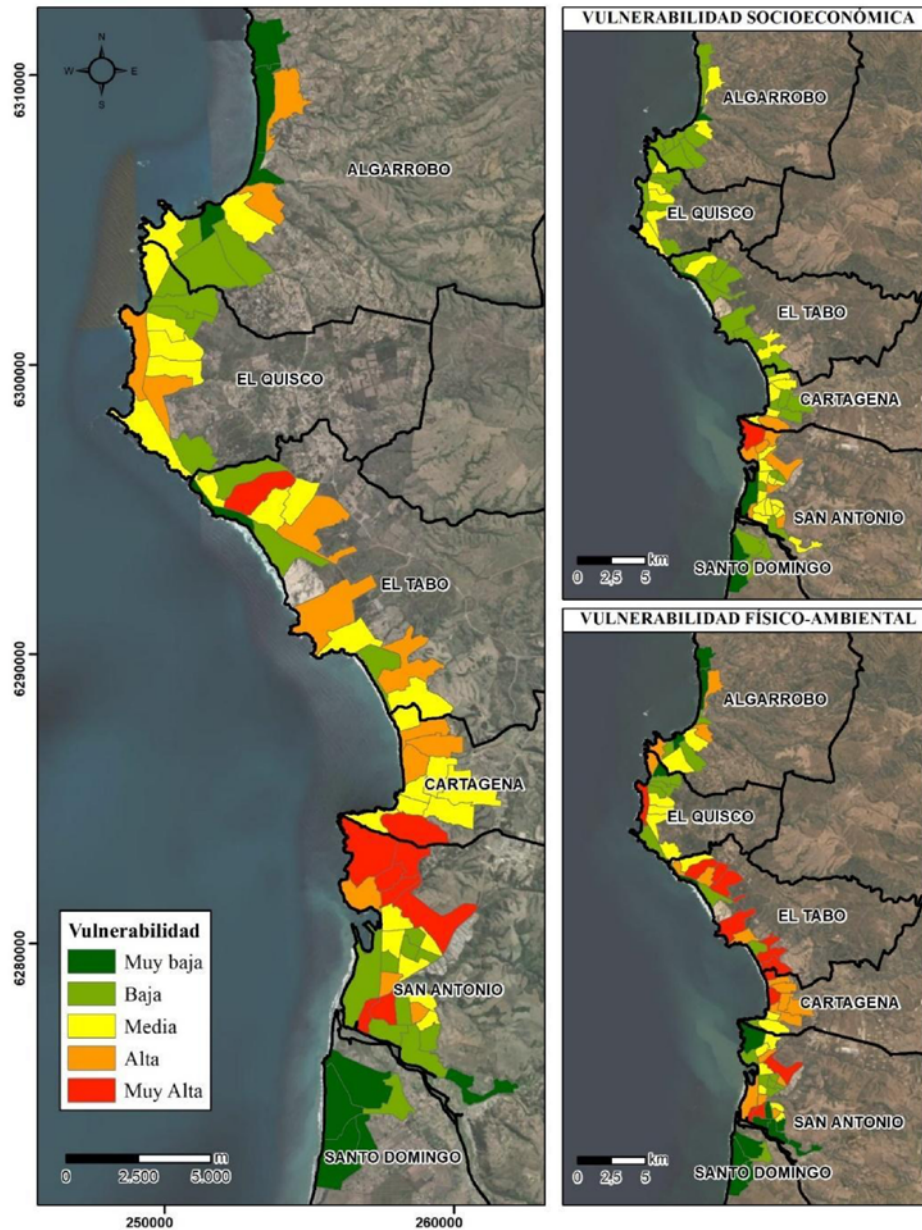 N
W E
S
6310000
6300000
6290000
6280000
250000
260000
ALGARROBO
EL QUISCO
EL TABO
CARTAGENA
SAN ANTONIO
SANTO DOMINGO
Vulnerabilidad
Muy baja
Baja
Media
Alta
Muy Alta
0 2.500 5.000 m
VULNERABILIDAD SOCIOECONÓMICA
ALGARROBO
EL QUISCO
EL TABO
CARTAGENA
SAN ANTONIO
SANTO DOMINGO
km
0 2,5 5
VULNERABILIDAD FÍSICO-AMBIENTAL
ALGARROBO
EL QUISCO
EL TABO
CARTAGENA
SAN ANTONIO
SANTO DOMINGO
km
0 2,5 5